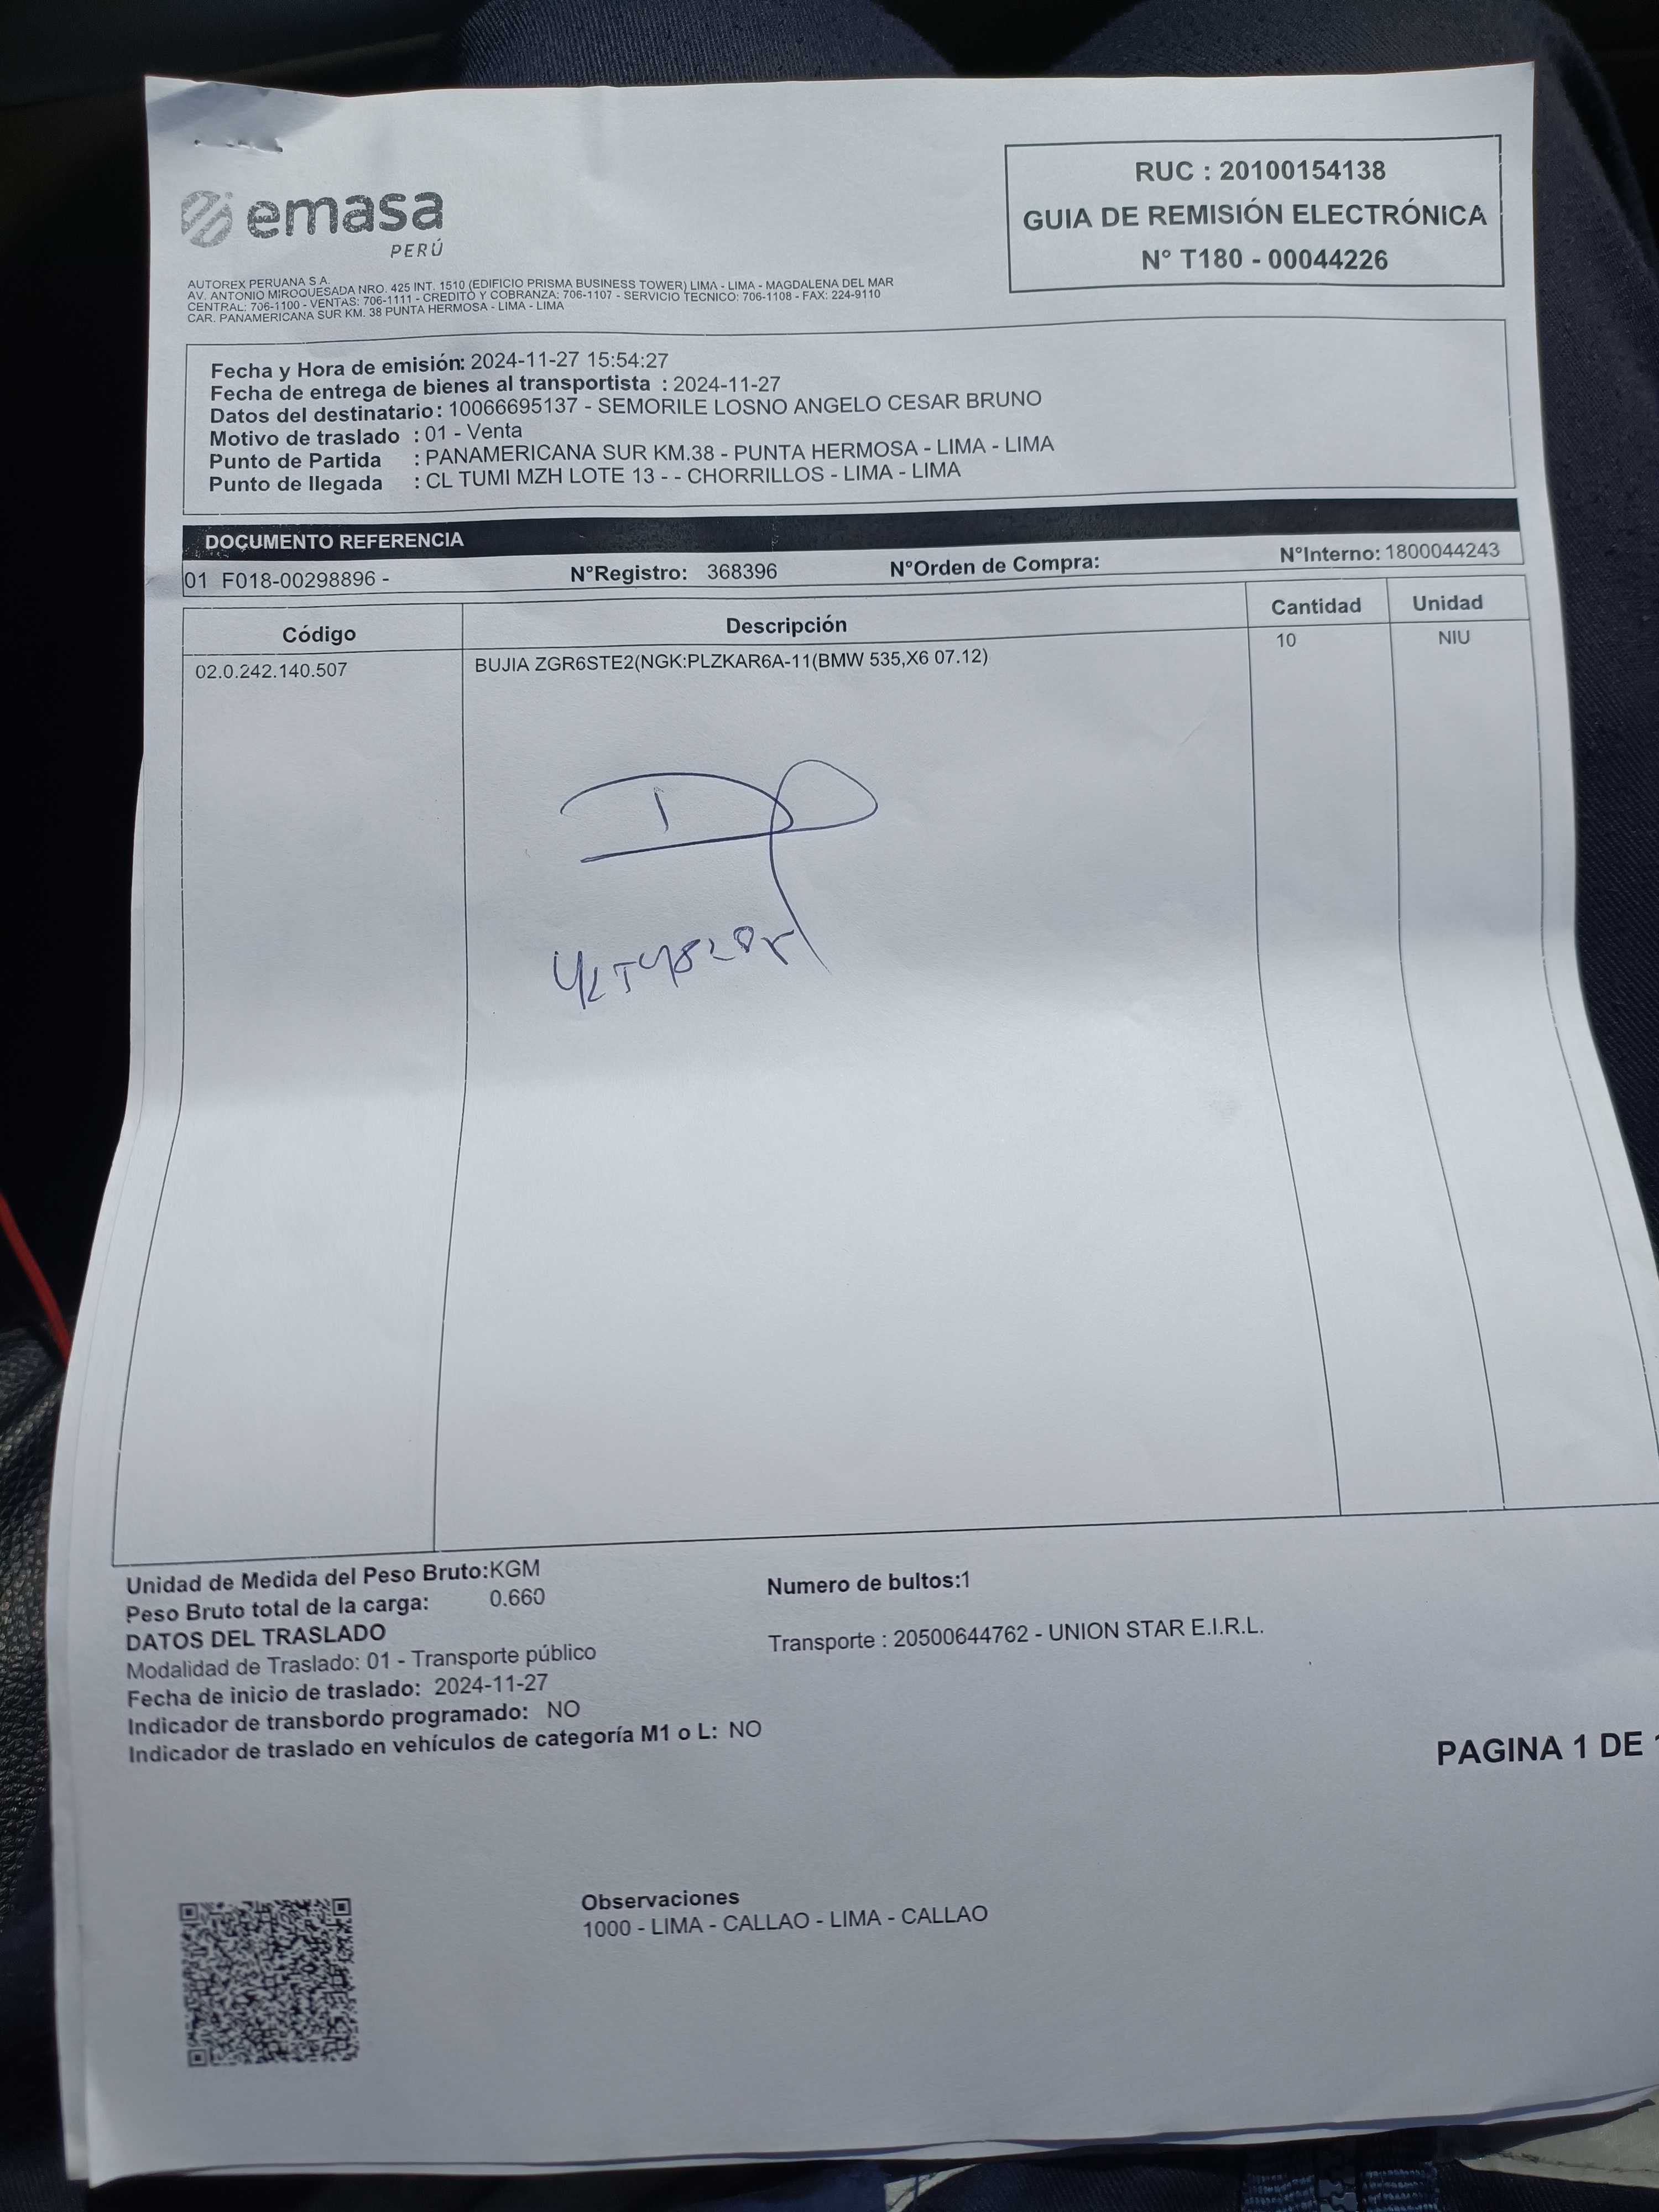 emasa
PERÚ
RUC : 20100154138
GUIA DE REMISIÓN ELECTRÓNICA
N° T180 - 00044226
AUTOREX PERUANA S A.
AV. ANTONIO MIROQUESADA NRO. 425 INT. 1510 (EDIFICIO PRISMA BUSINESS TOWER) LIMA - LIMA - MAGDALENA DEL MAR
CENTRAL: 706-1100 - VENTAS: 706-1111 - CREDITO Y COBRANZA: 706-1107 - SERVICIO TECNICO: 706-1108 - FAX: 224-9110
CAR. PANAMERICANA SUR KM. 38 PUNTA HERMOSA - LIMA - LIMA
Fecha y Hora de emisión: 2024-11-27 15:54:27
Fecha de entrega de bienes al transportista : 2024-11-27
Datos del destinatario: 10066695137 - SEMORILE LOSNO ANGELO CESAR BRUNO
Motivo de traslado : 01 - Venta
Punto de Partida : PANAMERICANA SUR KM.38 - PUNTA HERMOSA - LIMA - LIMA
Punto de llegada : CL TUMI MZH LOTE 13 - - CHORRILLOS - LIMA - LIMA
DOCUMENTO REFERENCIA
01 F018-00298896 - N°Registro: 368396 N°Orden de Compra: N°Interno: 1800044243
Código Descripción Cantidad Unidad
02.0.242.140.507 BUJIA ZGR6STE2(NGK:PLZKAR6A-11(BMW 535,X6 07.12) 10 NIU
Unidad de Medida del Peso Bruto:KGM
Peso Bruto total de la carga: 0.660
Numero de bultos:1
DATOS DEL TRASLADO
Modalidad de Traslado: 01 - Transporte público
Transporte : 20500644762 - UNION STAR E.I.R.L.
Fecha de inicio de traslado: 2024-11-27
Indicador de transbordo programado: NO
Indicador de traslado en vehículos de categoría M1 o L: NO
PAGINA 1 DE
Observaciones
1000 - LIMA - CALLAO - LIMA - CALLAO